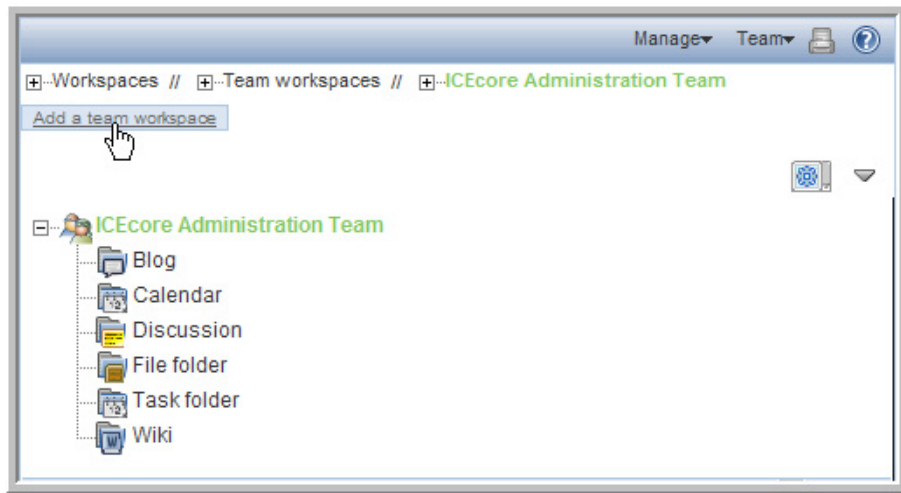 Manage Team
Workspaces // Team workspaces // ICEcore Administration Team
Add a team workspace
ICEcore Administration Team
Blog
Calendar
Discussion
File folder
Task folder
Wiki